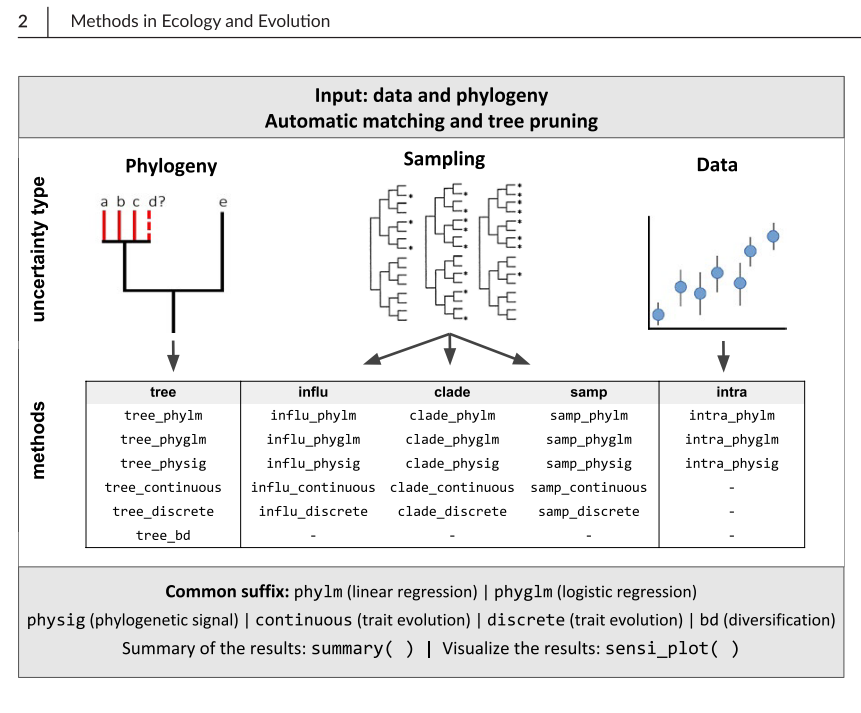 2 Methods in Ecology and Evolution
Input: data and phylogeny
Automatic matching and tree pruning
uncertainty type
Phylogeny Sampling Data
a b c d? e
methods
tree influ clade samp intra
tree_phylm influ_phylm clade_phylm samp_phylm intra_phylm
tree_phyglm influ_phyglm clade_phyglm samp_phyglm intra_phyglm
tree_physig influ_physig clade_physig samp_physig intra_physig
tree_continuous influ_continuous clade_continuous samp_continuous -
tree_discrete influ_discrete clade_discrete samp_discrete -
tree_bd - - - -
Common suffix: phylm (linear regression) | phyglm (logistic regression)
physig (phylogenetic signal) | continuous (trait evolution) | discrete (trait evolution) | bd (diversification)
Summary of the results: summary( ) | Visualize the results: sensi_plot( )